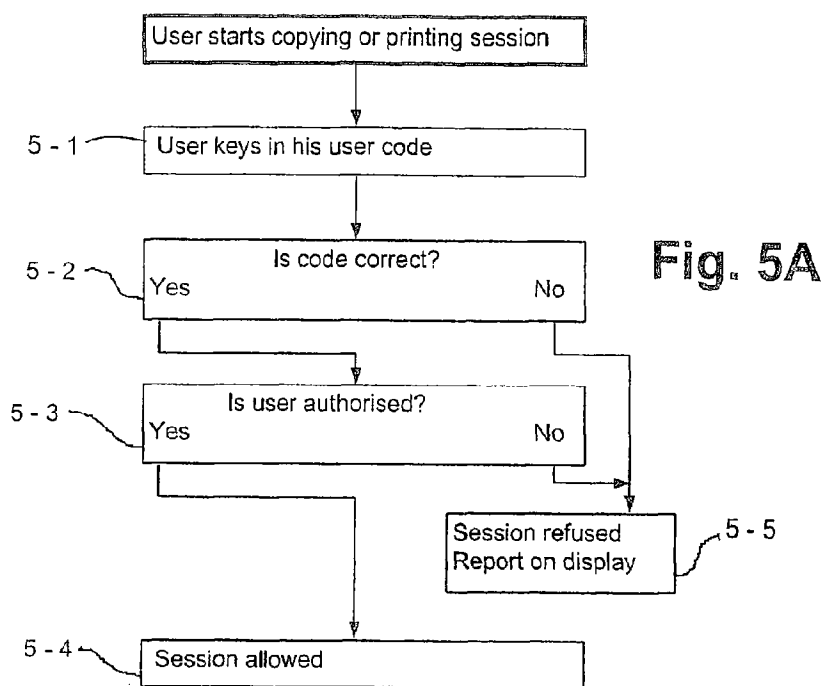 User starts copying or printing session
5 - 1
User keys in his user code
Is code correct?
5 - 2
Yes
No
Fig. 5A
Is user authorised?
5 - 3
Yes
No
Session refused
Report on display
5 - 5
5 - 4
Session allowed